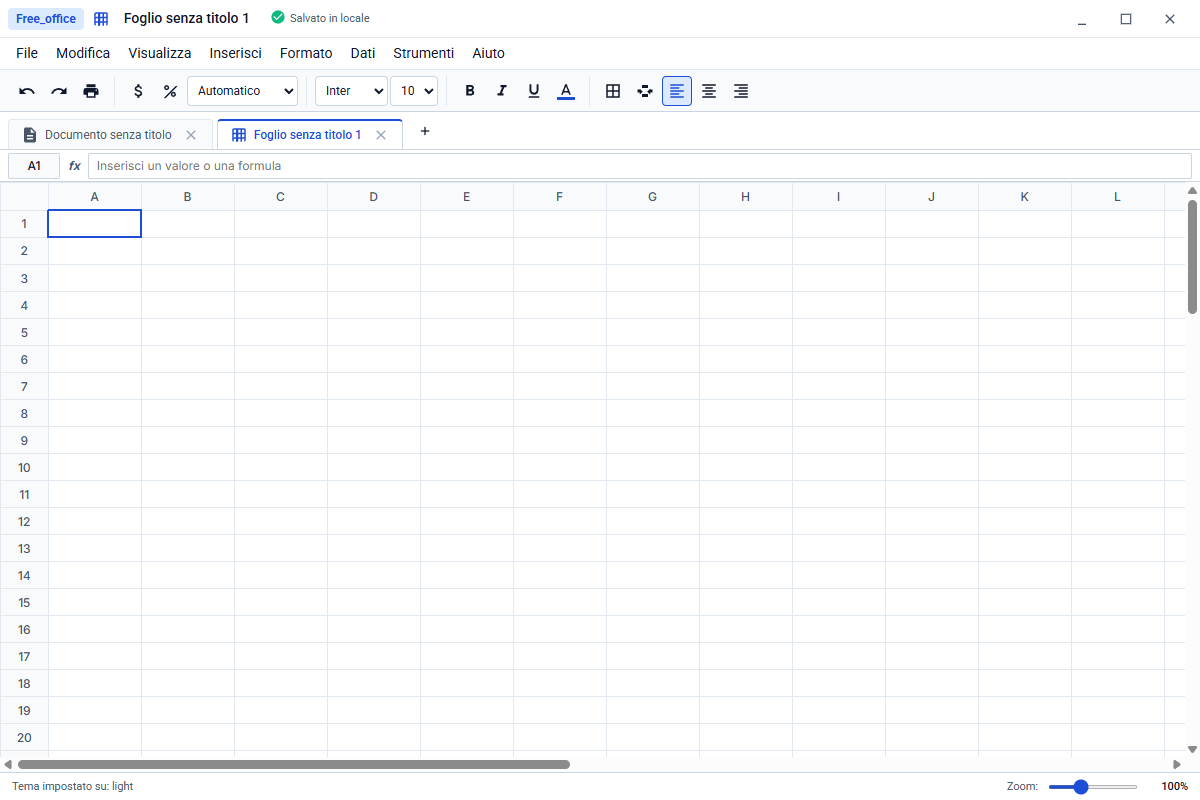 Free_office Foglio senza titolo 1 Salvato in locale
File Modifica Visualizza Inserisci Formato Dati Strumenti Aiuto
$ % Automatico Inter 10 B I U A
Documento senza titolo Foglio senza titolo 1 +
A1 fx Inserisci un valore o una formula
A B C D E F G H I J K L
1
2
3
4
5
6
7
8
9
10
11
12
13
14
15
16
17
18
19
20
Tema impostato su: light Zoom: 100%